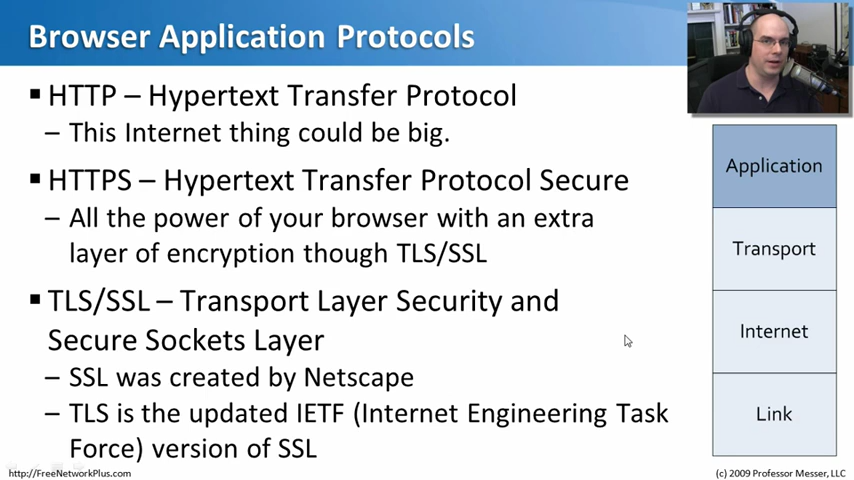 Browser Application Protocols
▪ HTTP – Hypertext Transfer Protocol
– This Internet thing could be big.
▪ HTTPS – Hypertext Transfer Protocol Secure
– All the power of your browser with an extra
layer of encryption though TLS/SSL
▪ TLS/SSL – Transport Layer Security and
Secure Sockets Layer
– SSL was created by Netscape
– TLS is the updated IETF (Internet Engineering Task
Force) version of SSL
Application
Transport
Internet
Link
http://FreeNetworkPlus.com
(c) 2009 Professor Messer, LLC